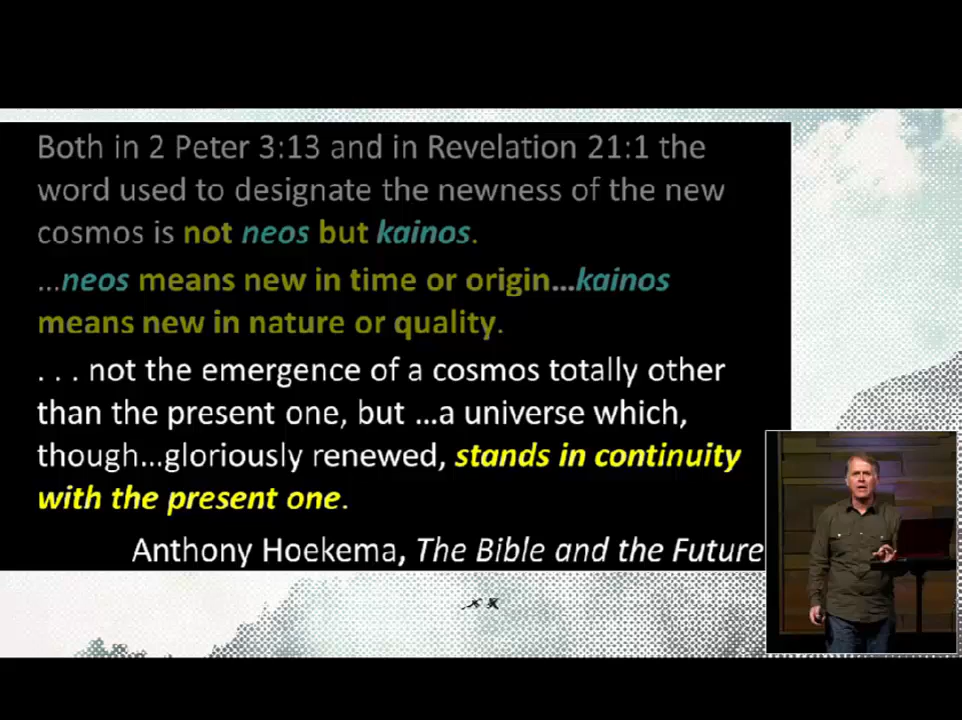 Both in 2 Peter 3:13 and in Revelation 21:1 the
word used to designate the newness of the new
cosmos is not neos but kainos.
...neos means new in time or origin...kainos
means new in nature or quality.
. . . not the emergence of a cosmos totally other
than the present one, but ...a universe which,
though...gloriously renewed, stands in continuity
with the present one.
Anthony Hoekema, The Bible and the Future